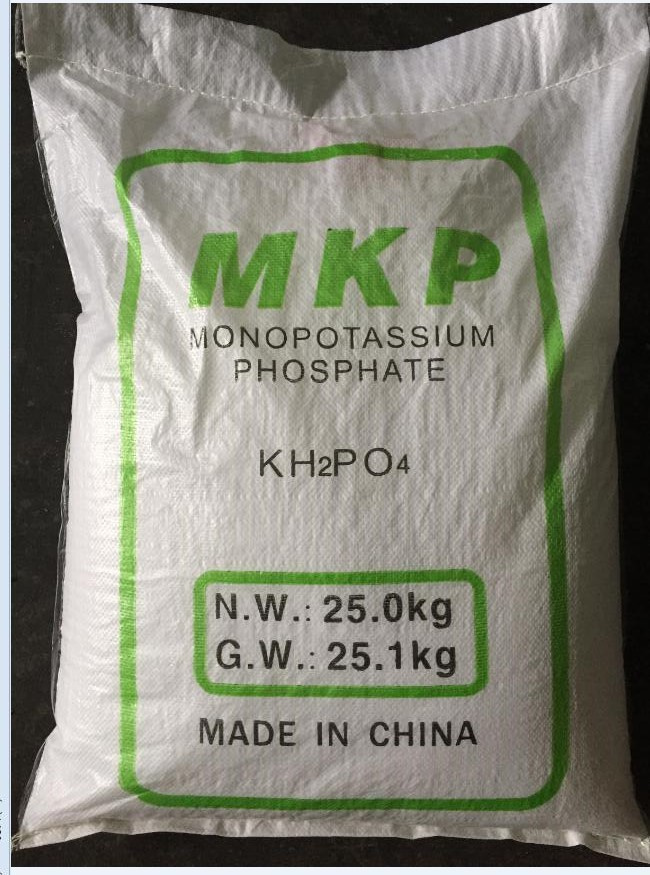 MKP
MONOPOTASSIUM
PHOSPHATE
KH2PO4
N.W.: 25.0kg
G.W.: 25.1kg
MADE IN CHINA